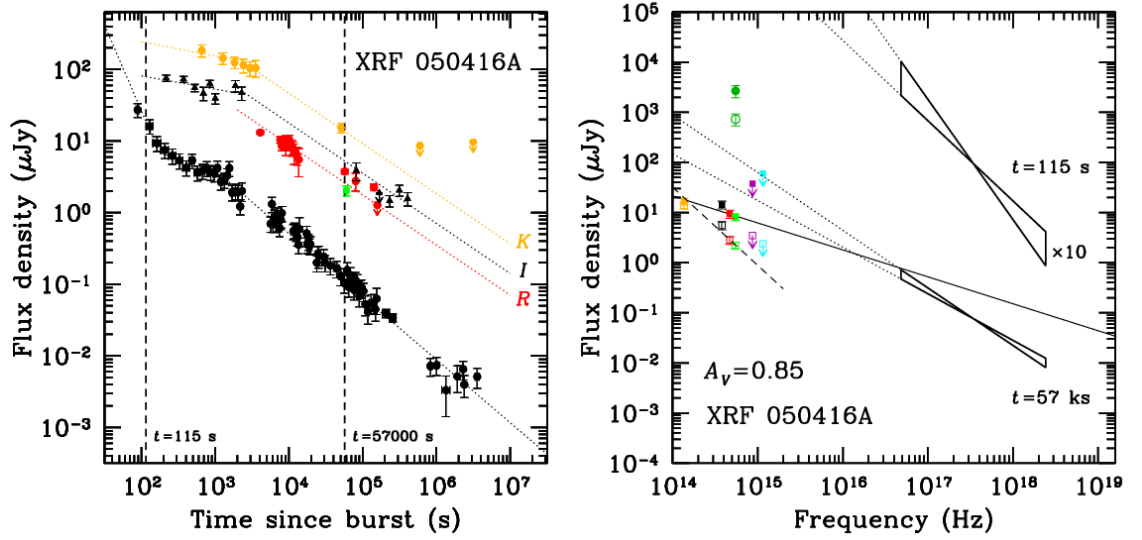 Flux density (μJy)
10²
10¹
10⁰
10⁻¹
10⁻²
10⁻³
XRF 050416A
K
I
R
t=115 s
t=57000 s
10² 10³ 10⁴ 10⁵ 10⁶ 10⁷
Time since burst (s)
Flux density (μJy)
10⁵
10⁴
10³
10²
10¹
10⁰
10⁻¹
10⁻²
10⁻³
10⁻⁴
t=115 s
×10
A_V=0.85
t=57 ks
XRF 050416A
10¹⁴ 10¹⁵ 10¹⁶ 10¹⁷ 10¹⁸ 10¹⁹
Frequency (Hz)